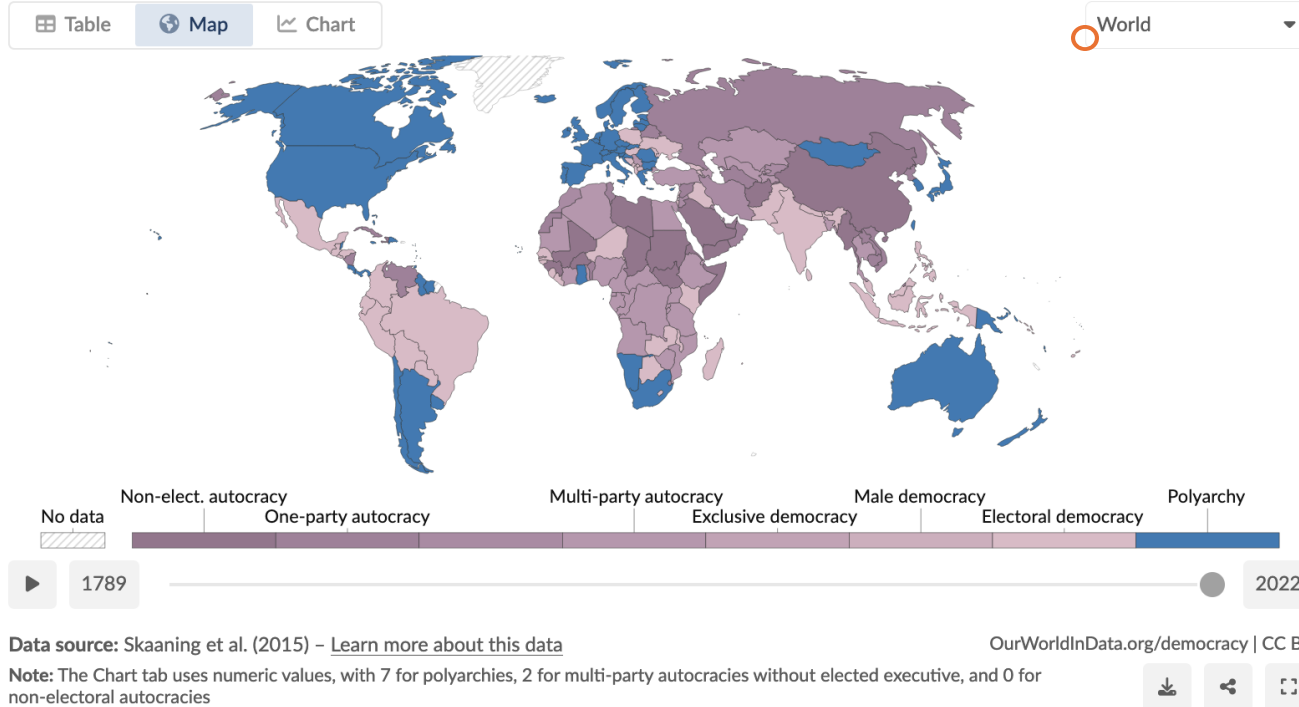 Table Map Chart World
Non-elect. autocracy Multi-party autocracy Male democracy Polyarchy
No data One-party autocracy Exclusive democracy Electoral democracy
1789 2022
Data source: Skaaning et al. (2015) – Learn more about this data OurWorldInData.org/democracy | CC B
Note: The Chart tab uses numeric values, with 7 for polyarchies, 2 for multi-party autocracies without elected executive, and 0 for
non-electoral autocracies